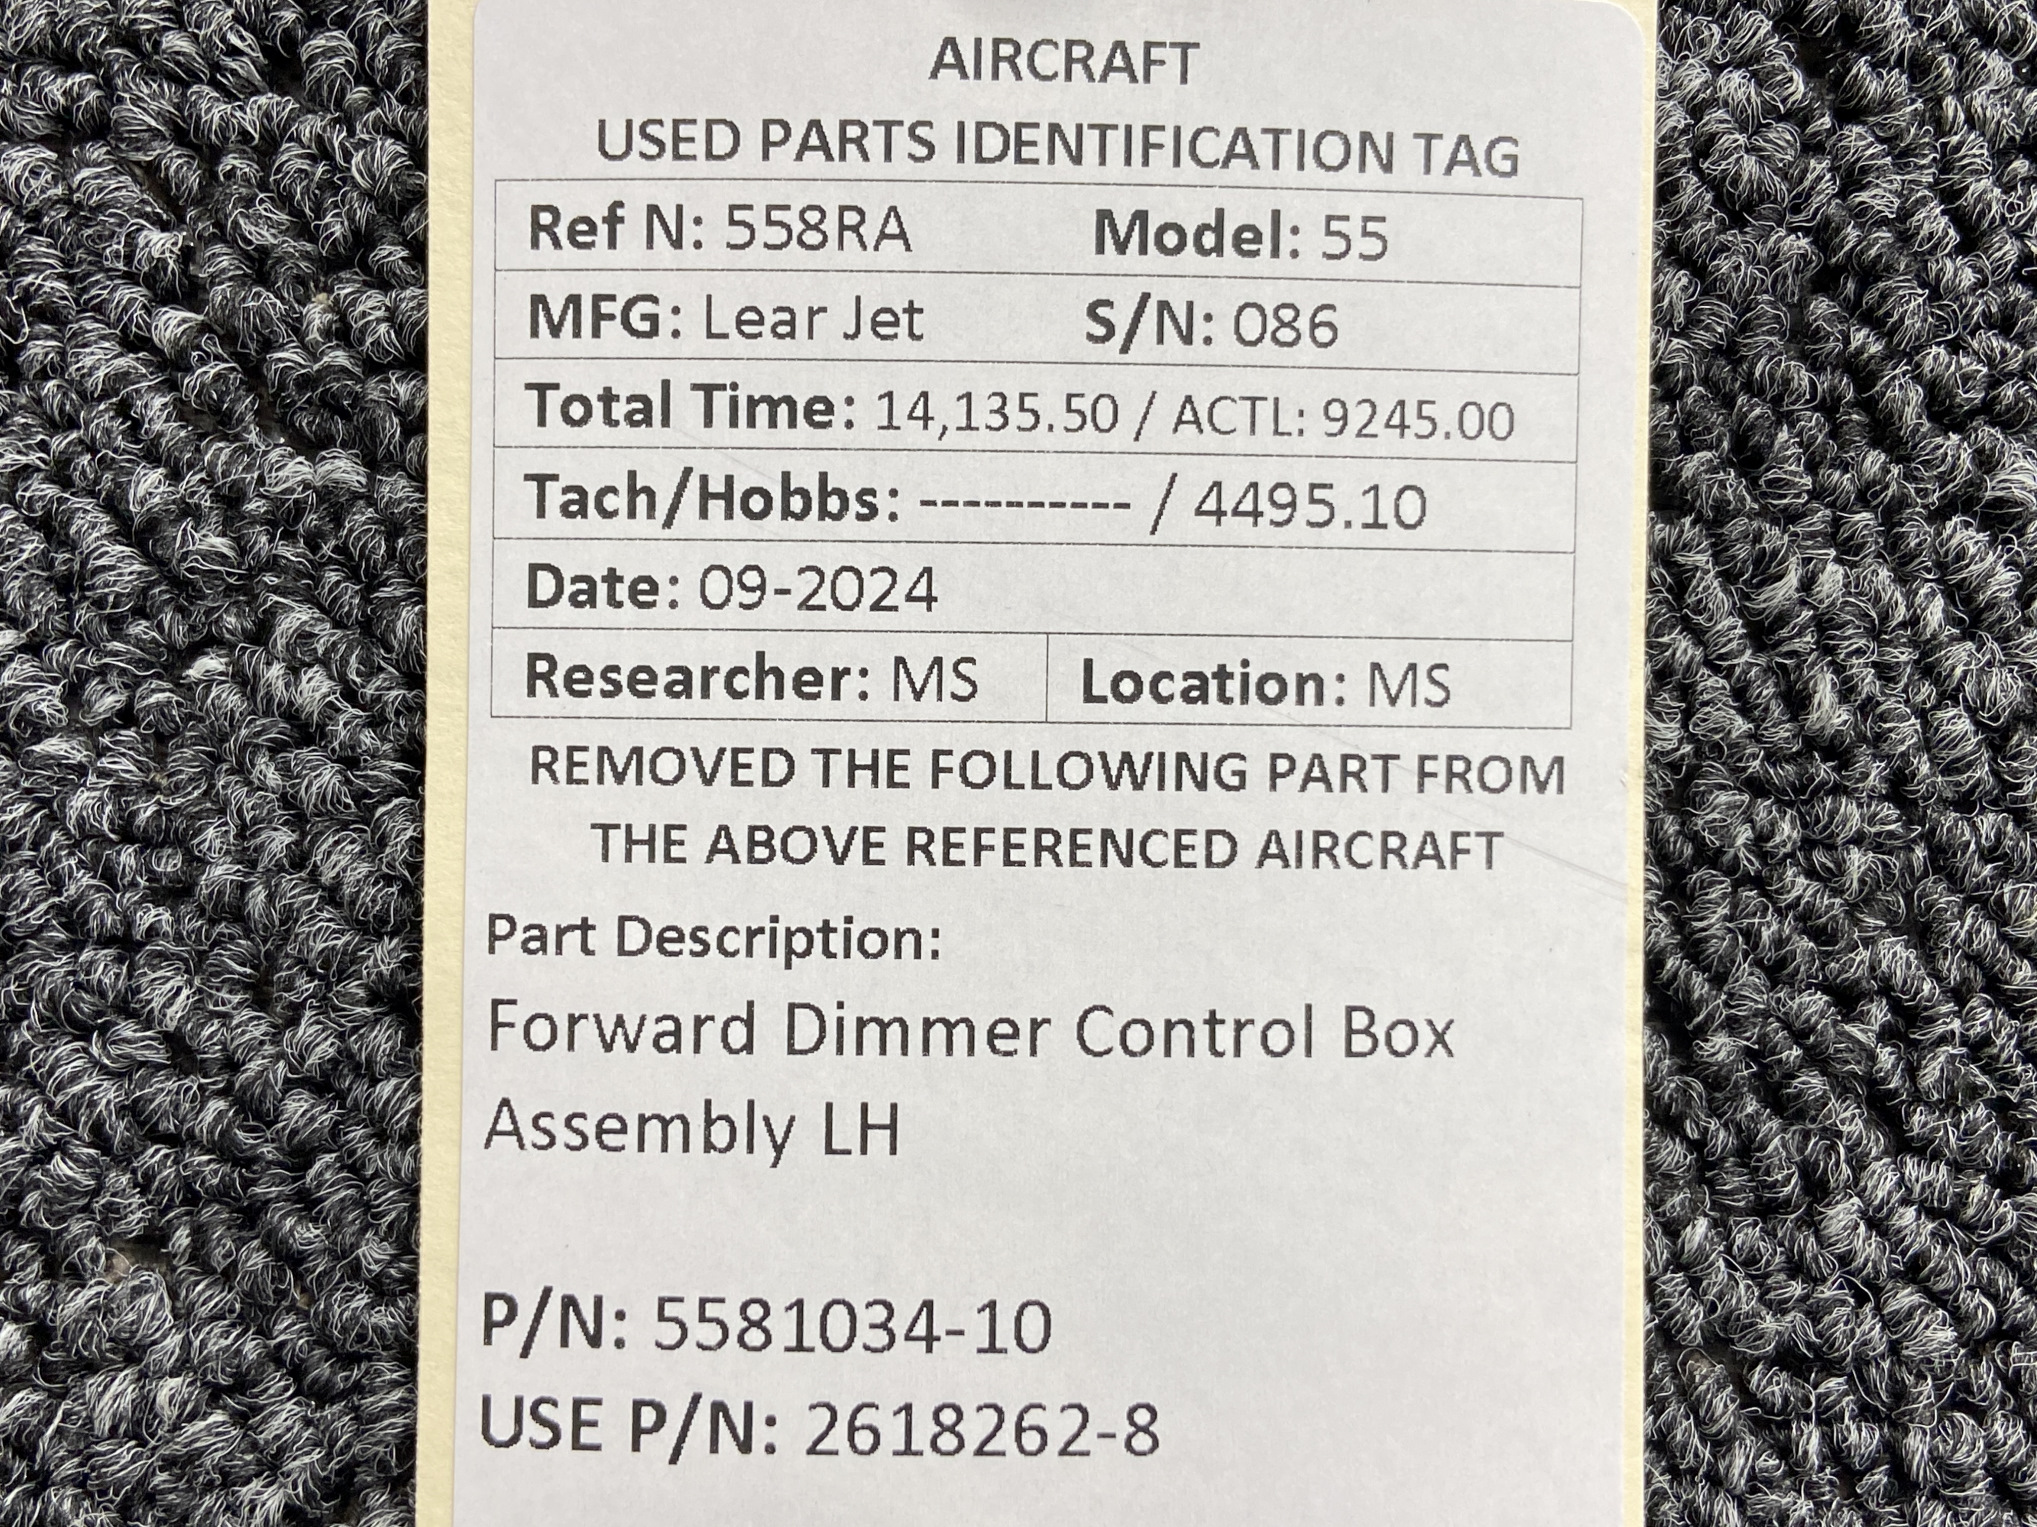 AIRCRAFT
USED PARTS IDENTIFICATION TAG
Ref N: 558RA Model: 55
MFG: Lear Jet S/N: 086
Total Time: 14,135.50 / ACTL: 9245.00
Tach/Hobbs: ---------- / 4495.10
Date: 09-2024
Researcher: MS Location: MS
REMOVED THE FOLLOWING PART FROM
THE ABOVE REFERENCED AIRCRAFT
Part Description:
Forward Dimmer Control Box
Assembly LH
P/N: 5581034-10
USE P/N: 2618262-8